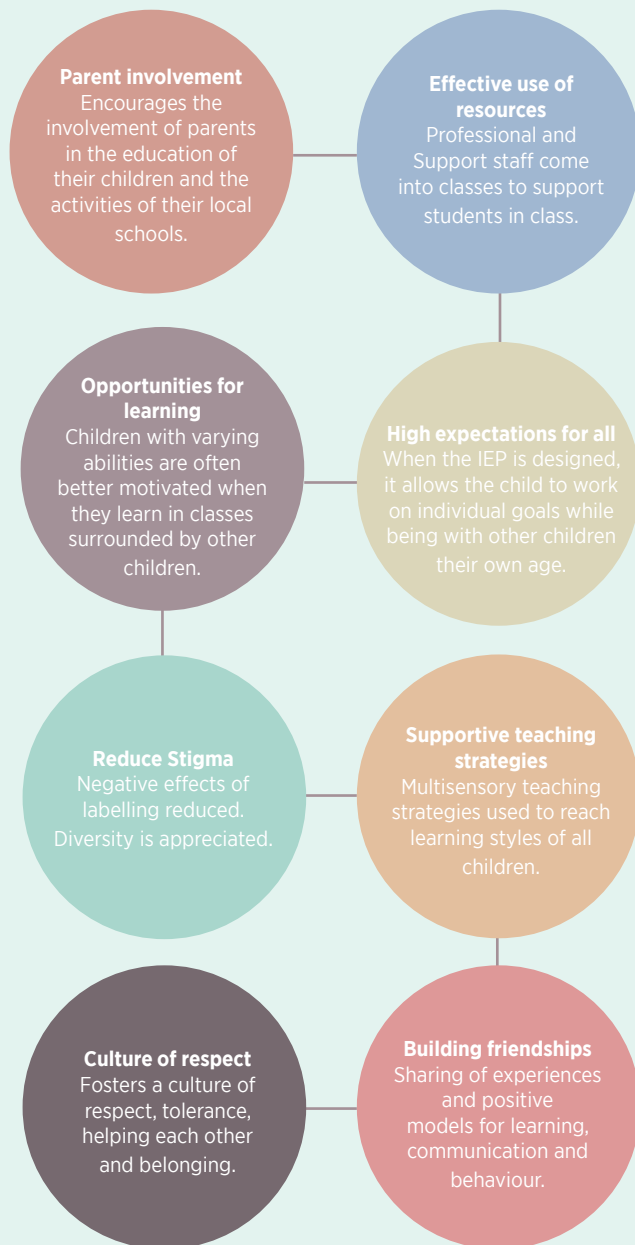 Parent involvement
Encourages the
involvement of parents
in the education of
their children and the
activities of their local
schools.
Effective use of
resources
Professional and
Support staff come
into classes to support
students in class.
Opportunities for
learning
Children with varying
abilities are often
better motivated when
they learn in classes
surrounded by other
children.
High expectations for all
When the IEP is designed,
it allows the child to work
on individual goals while
being with other children
their own age.
Reduce Stigma
Negative effects of
labelling reduced.
Diversity is appreciated.
Supportive teaching
strategies
Multisensory teaching
strategies used to reach
learning styles of all
children.
Culture of respect
Fosters a culture of
respect, tolerance,
helping each other
and belonging.
Building friendships
Sharing of experiences
and positive
models for learning,
communication and
behaviour.